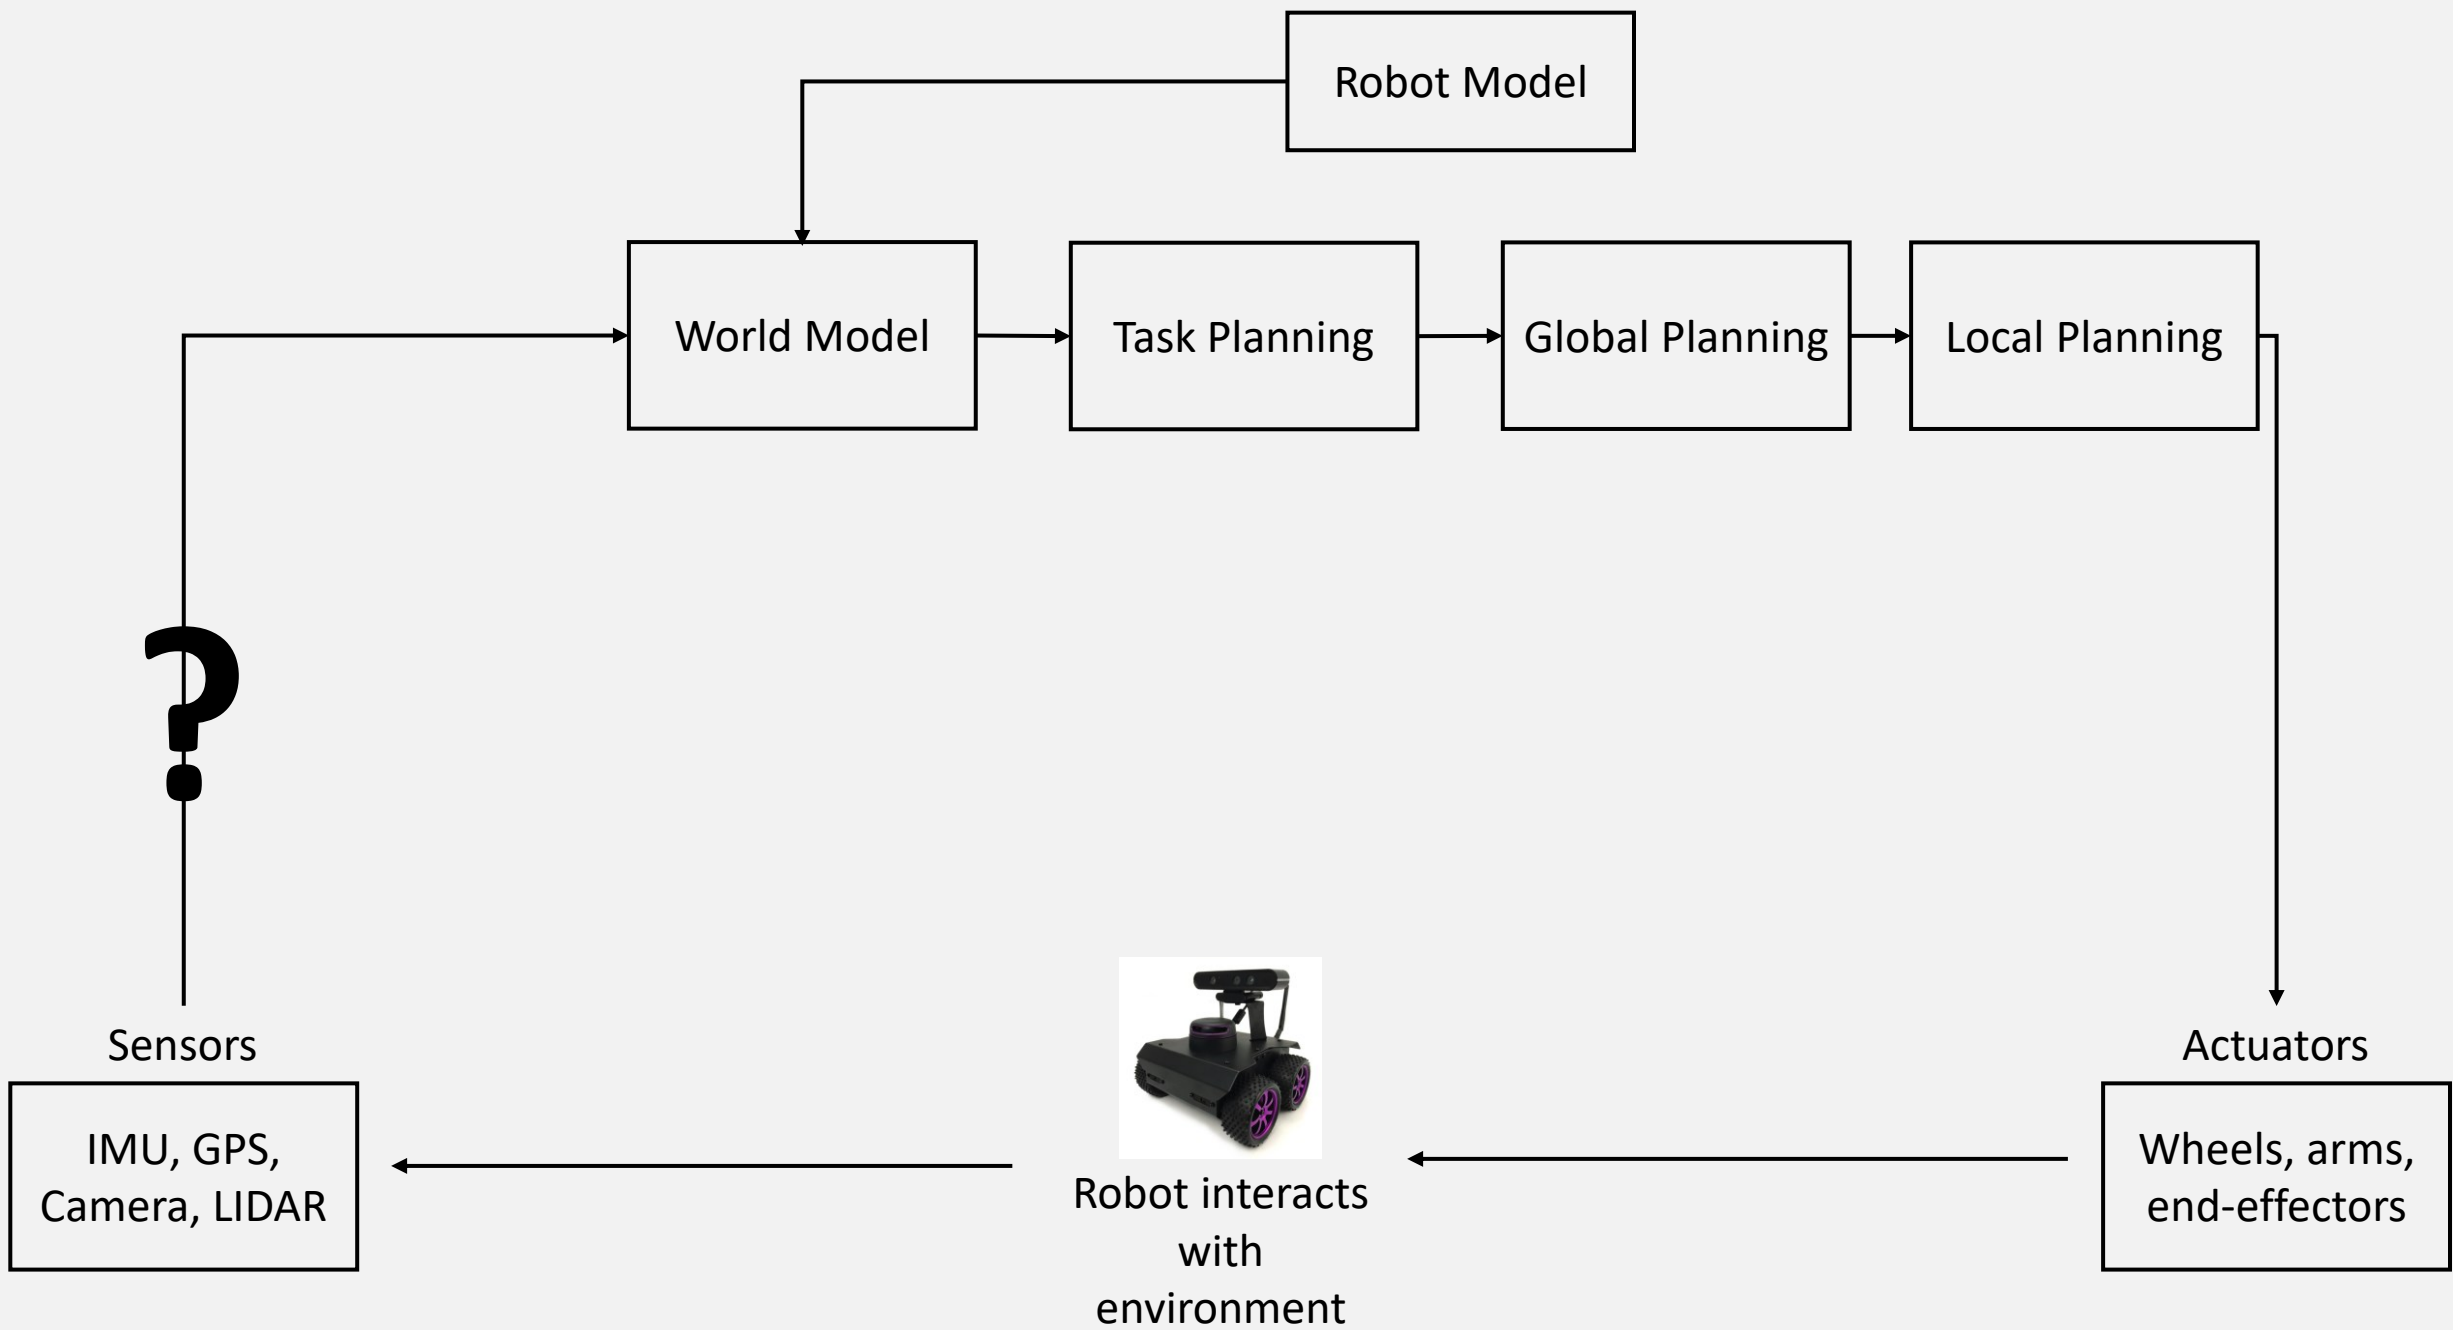 Robot Model
World Model
Task Planning
Global Planning
Local Planning
?
Sensors
IMU, GPS,
Camera, LIDAR
Robot interacts
with
environment
Actuators
Wheels, arms,
end-effectors